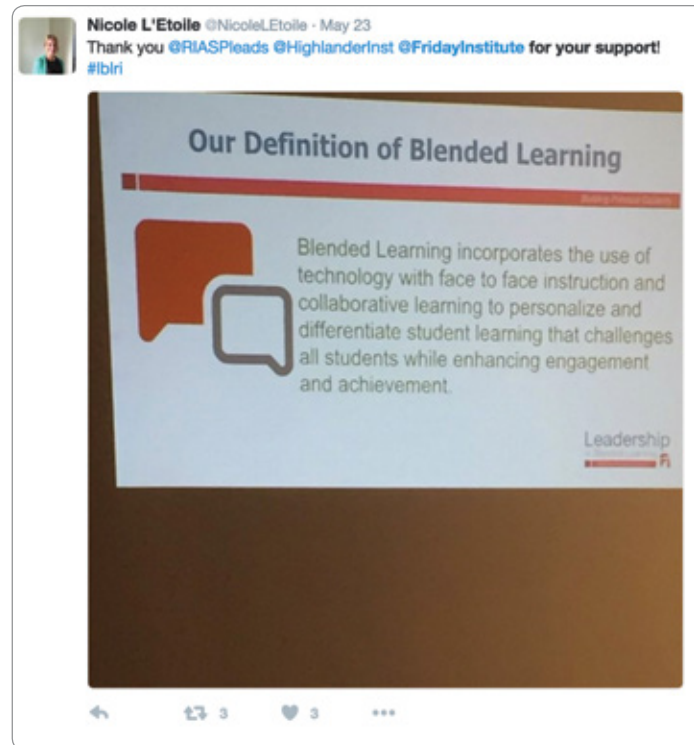 Nicole L'Etoile @NicoleLEtoile · May 23
Thank you @RIASPleads @HighlanderInst @FridayInstitute for your support!
#lblri
Our Definition of Blended Learning
Blended Learning incorporates the use of
technology with face to face instruction and
collaborative learning to personalize and
differentiate student learning that challenges
all students while enhancing engagement
and achievement.
Leadership
3 3